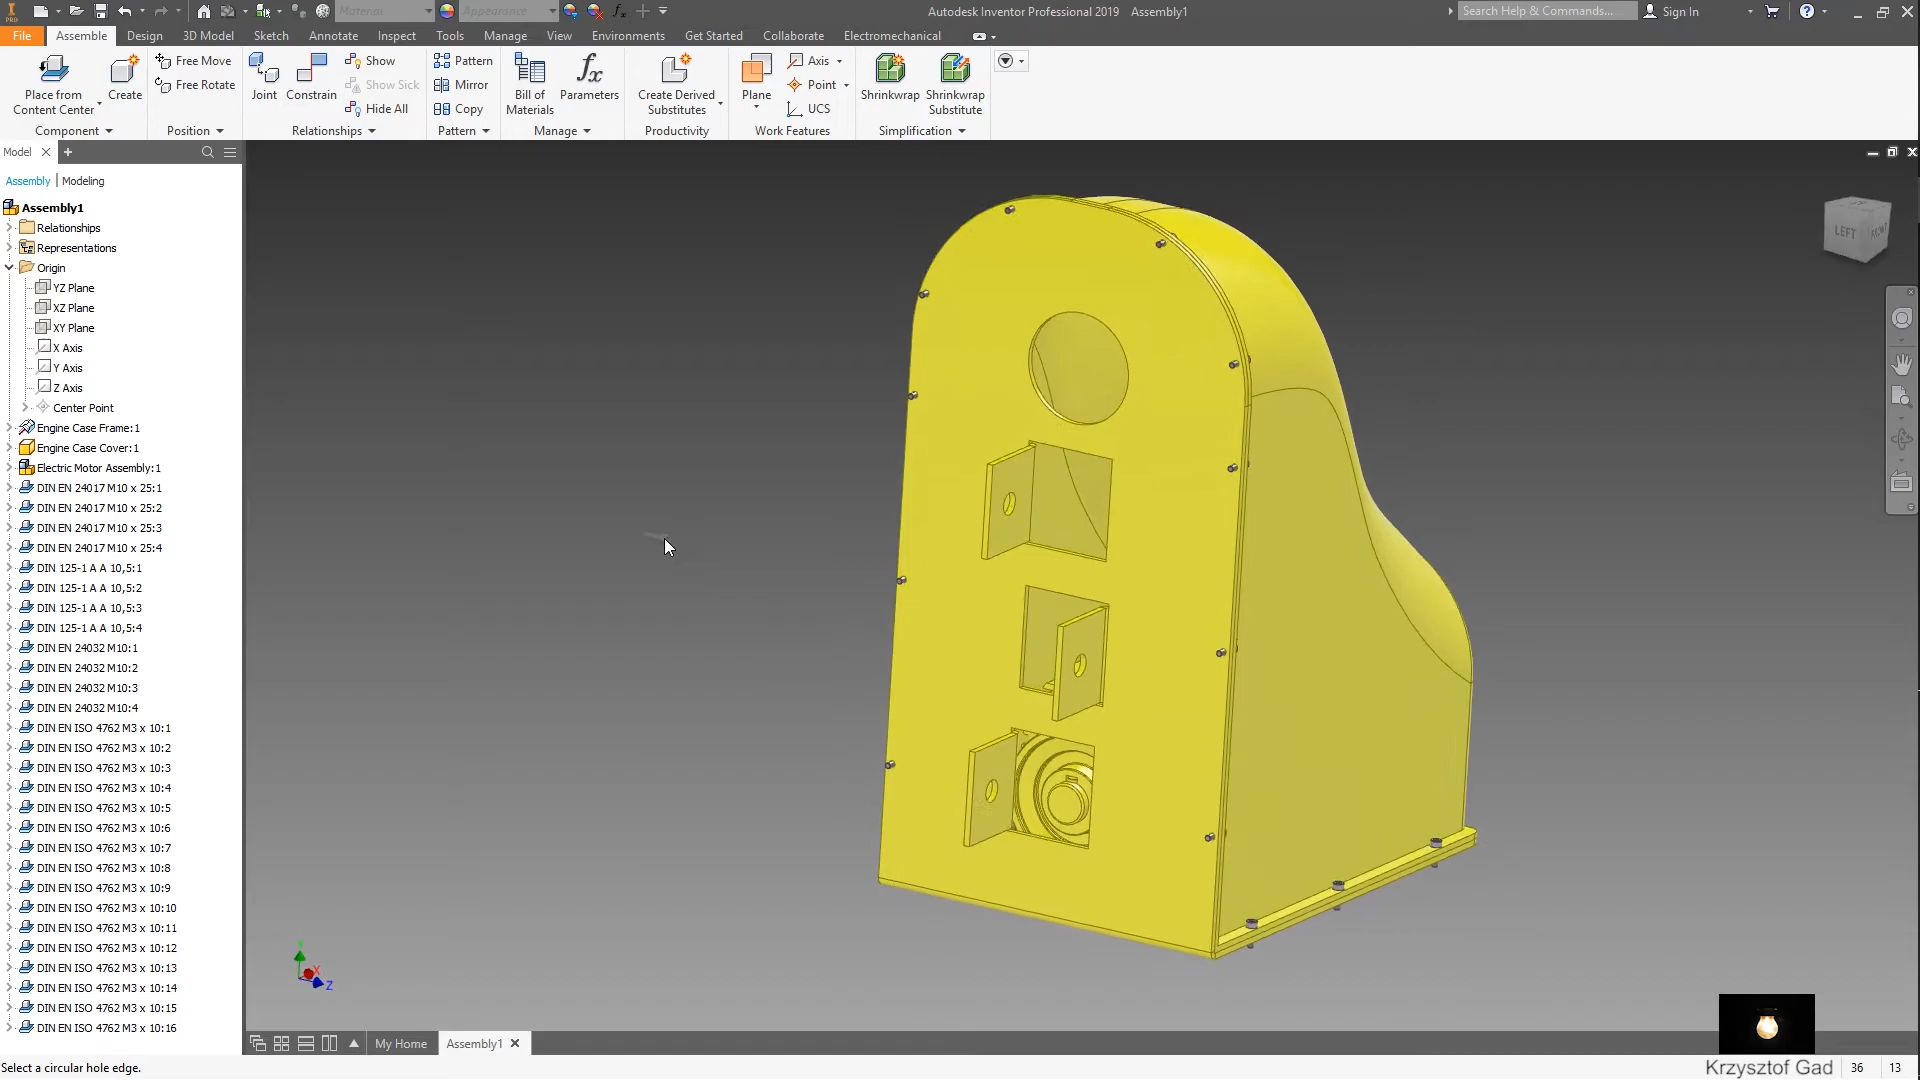 PRO
Material
Appearance
Autodesk Inventor Professional 2019 Assembly1
Search Help & Commands...
Sign In
File
Assemble
Design
3D Model
Sketch
Annotate
Inspect
Tools
Manage
View
Environments
Get Started
Collaborate
Electromechanical
Place from
Content Center
Create
Component
Free Move
Free Rotate
Position
Joint
Constrain
Show
Show Sick
Hide All
Relationships
Pattern
Mirror
Copy
Pattern
Bill of
Materials
fx
Parameters
Manage
Create Derived
Substitutes
Productivity
Plane
Axis
Point
UCS
Work Features
Shrinkwrap
Shrinkwrap
Substitute
Simplification
Model
Assembly | Modeling
Assembly1
Relationships
Representations
Origin
YZ Plane
XZ Plane
XY Plane
X Axis
Y Axis
Z Axis
Center Point
Engine Case Frame:1
Engine Case Cover:1
Electric Motor Assembly:1
DIN EN 24017 M10 x 25:1
DIN EN 24017 M10 x 25:2
DIN EN 24017 M10 x 25:3
DIN EN 24017 M10 x 25:4
DIN 125-1 A A 10,5:1
DIN 125-1 A A 10,5:2
DIN 125-1 A A 10,5:3
DIN 125-1 A A 10,5:4
DIN EN 24032 M10:1
DIN EN 24032 M10:2
DIN EN 24032 M10:3
DIN EN 24032 M10:4
DIN EN ISO 4762 M3 x 10:1
DIN EN ISO 4762 M3 x 10:2
DIN EN ISO 4762 M3 x 10:3
DIN EN ISO 4762 M3 x 10:4
DIN EN ISO 4762 M3 x 10:5
DIN EN ISO 4762 M3 x 10:6
DIN EN ISO 4762 M3 x 10:7
DIN EN ISO 4762 M3 x 10:8
DIN EN ISO 4762 M3 x 10:9
DIN EN ISO 4762 M3 x 10:10
DIN EN ISO 4762 M3 x 10:11
DIN EN ISO 4762 M3 x 10:12
DIN EN ISO 4762 M3 x 10:13
DIN EN ISO 4762 M3 x 10:14
DIN EN ISO 4762 M3 x 10:15
DIN EN ISO 4762 M3 x 10:16
LEFT
FRONT
Y
X
Z
My Home
Assembly1
Select a circular hole edge.
Krzysztof Gad
36
13